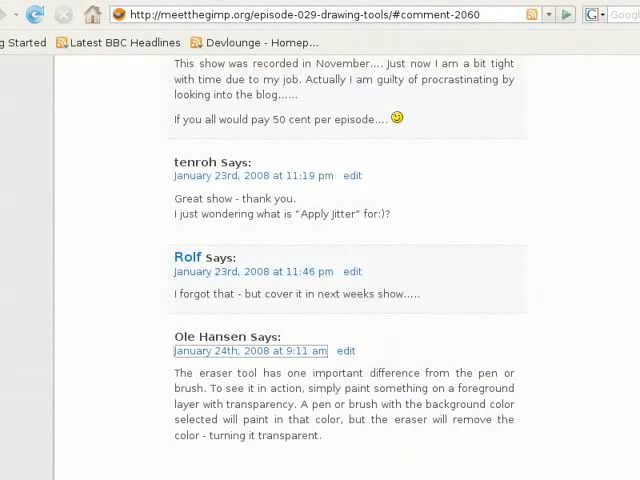 http://meetthegimp.org/episode-029-drawing-tools/#comment-2060
G Goog
g Started Latest BBC Headlines Devlounge - Homep...
This show was recorded in November.... Just now I am a bit tight
with time due to my job. Actually I am guilty of procrastinating by
looking into the blog......
If you all would pay 50 cent per episode....
tenroh Says:
January 23rd, 2008 at 11:19 pm edit
Great show - thank you.
I just wondering what is “Apply Jitter” for:)?
Rolf Says:
January 23rd, 2008 at 11:46 pm edit
I forgot that - but cover it in next weeks show.....
Ole Hansen Says:
January 24th, 2008 at 9:11 am edit
The eraser tool has one important difference from the pen or
brush. To see it in action, simply paint something on a foreground
layer with transparency. A pen or brush with the background color
selected will paint in that color, but the eraser will remove the
color - turning it transparent.